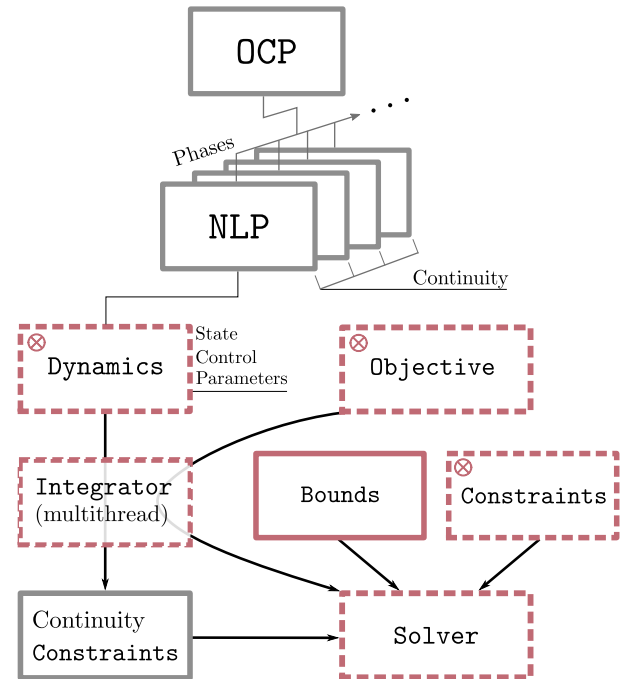 OCP
Phases
NLP
Continuity
State
Control
Parameters
Dynamics
Objective
Integrator
(multithread)
Bounds
Constraints
Continuity
Constraints
Solver